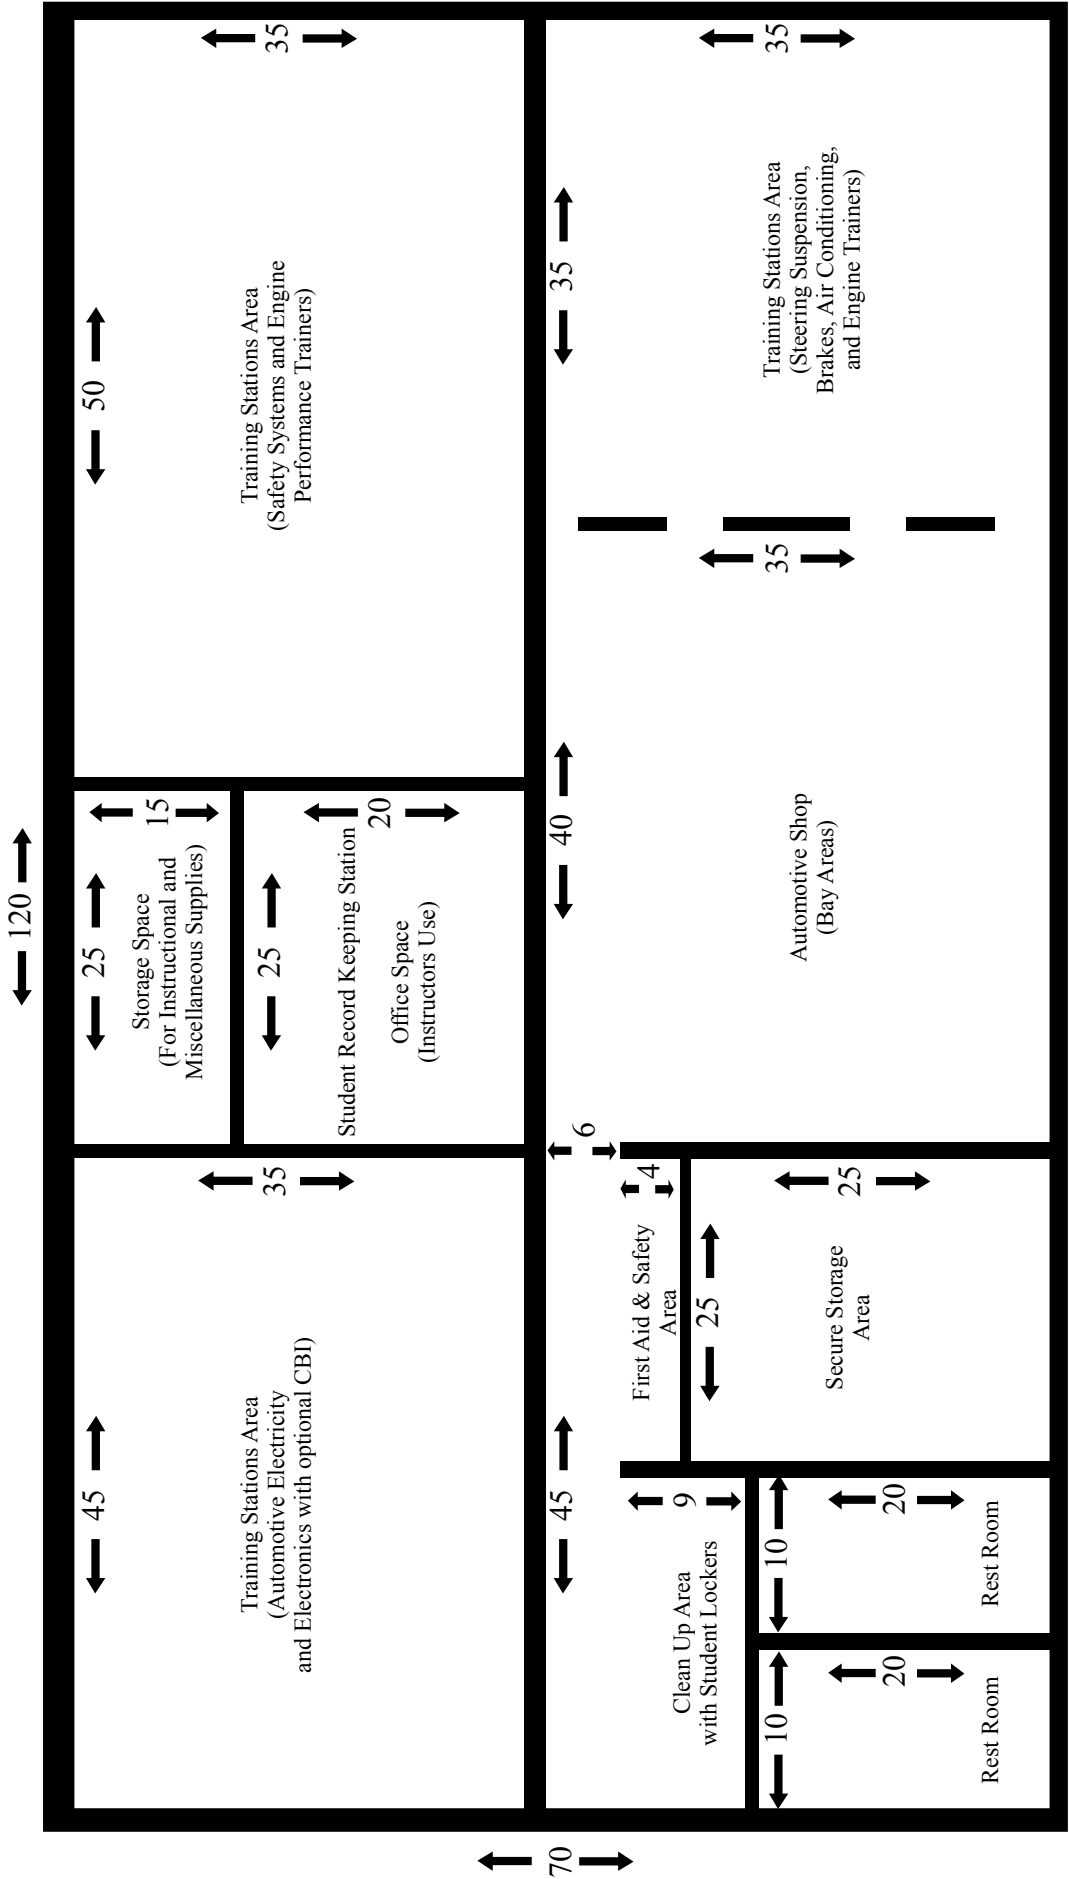 120
70
45
Training Stations Area
(Automotive Electricity
and Electronics with optional CBI)
35
25
15
Storage Space
(For Instructional and
Miscellaneous Supplies)
25
20
Student Record Keeping Station
Office Space
(Instructors Use)
50
35
Training Stations Area
(Safety Systems and Engine
Performance Trainers)
45
6
9
Clean Up Area
with Student Lockers
10
20
Rest Room
10
20
Rest Room
4
First Aid & Safety
Area
25
25
Secure Storage
Area
40
35
Automotive Shop
(Bay Areas)
35
35
Training Stations Area
(Steering Suspension,
Brakes, Air Conditioning,
and Engine Trainers)